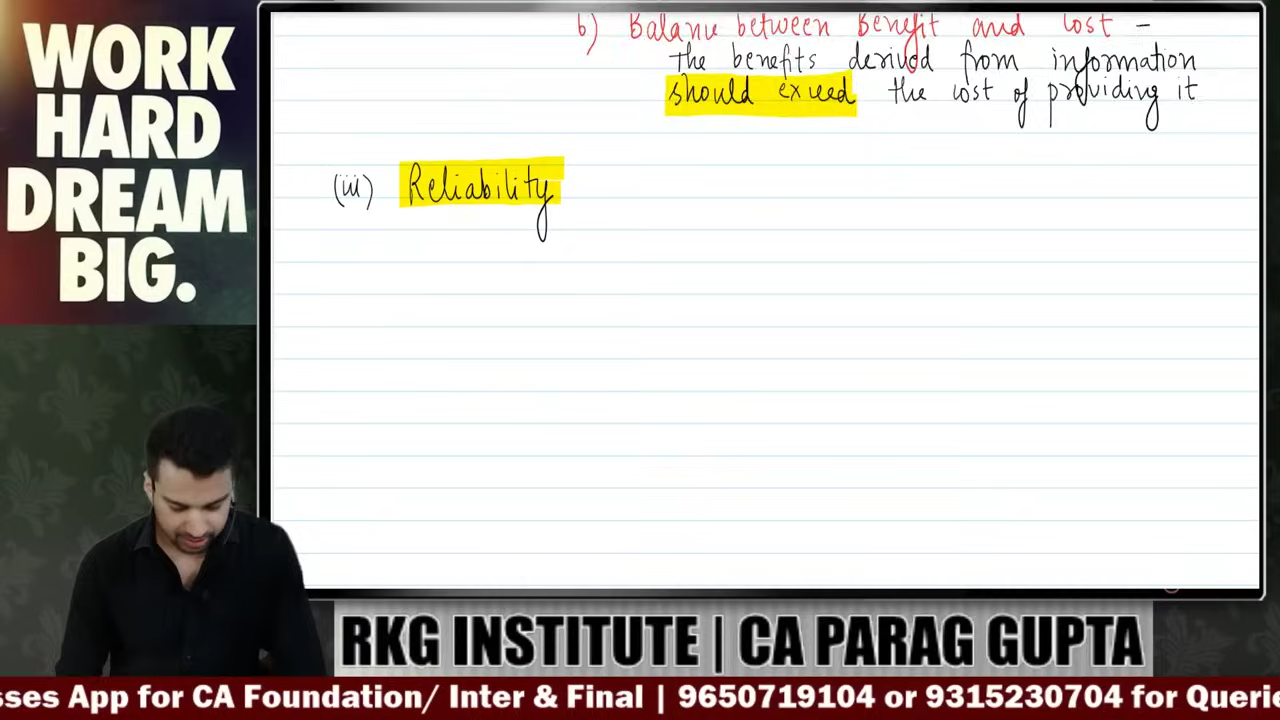 WORK
HARD
DREAM
BIG.
b) Balance between Benefit and Cost –
The benefits derived from information
should exceed the cost of providing it
(iii) Reliability
RKG INSTITUTE | CA PARAG GUPTA
sses App for CA Foundation/ Inter & Final | 9650719104 or 9315230704 for Querie